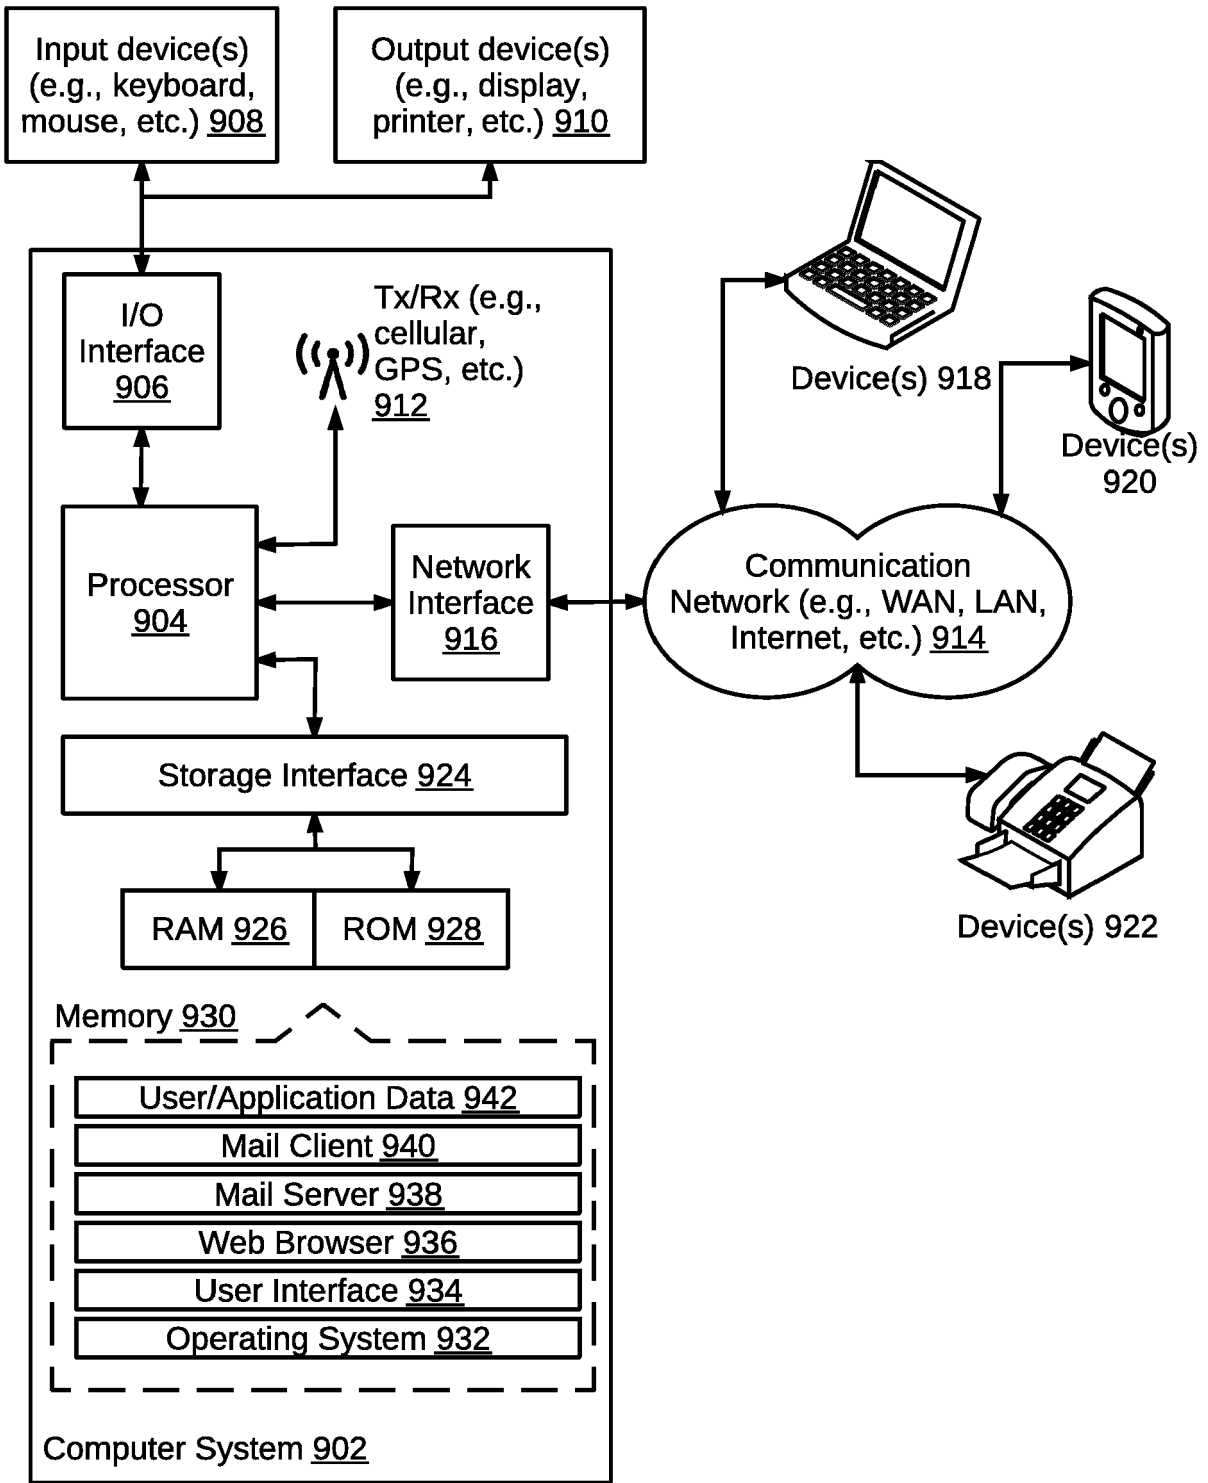 Input device(s)
(e.g., keyboard,
mouse, etc.) 908
Output device(s)
(e.g., display,
printer, etc.) 910
I/O
Interface
906
Tx/Rx (e.g.,
cellular,
GPS, etc.)
912
Device(s) 918
Device(s)
920
Processor
904
Network
Interface
916
Communication
Network (e.g., WAN, LAN,
Internet, etc.) 914
Storage Interface 924
RAM 926
ROM 928
Device(s) 922
Memory 930
User/Application Data 942
Mail Client 940
Mail Server 938
Web Browser 936
User Interface 934
Operating System 932
Computer System 902